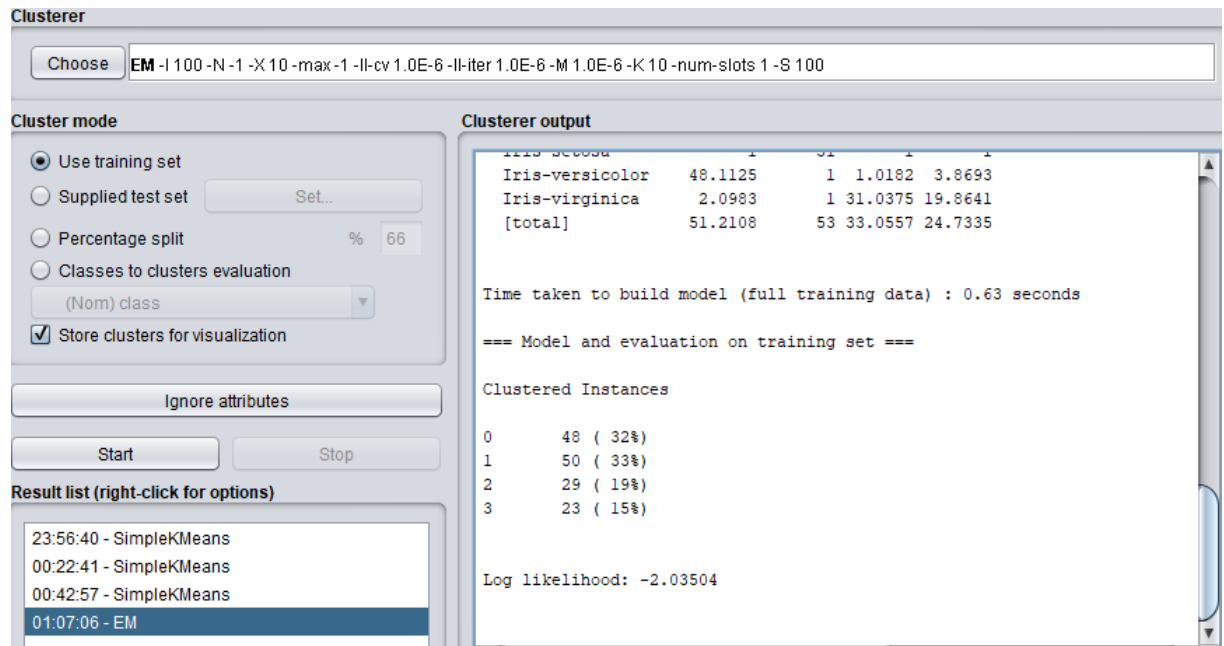 Clusterer
Choose EM -I 100 -N -1 -X 10 -max -1 -ll-cv 1.0E-6 -ll-iter 1.0E-6 -M 1.0E-6 -K 10 -num-slots 1 -S 100
Cluster mode
Use training set
Supplied test set Set...
Percentage split % 66
Classes to clusters evaluation
(Nom) class
Store clusters for visualization
Ignore attributes
Start Stop
Result list (right-click for options)
23:56:40 - SimpleKMeans
00:22:41 - SimpleKMeans
00:42:57 - SimpleKMeans
01:07:06 - EM
Clusterer output
Iris-setosa 1 51 1 1
Iris-versicolor 48.1125 1 1.0182 3.8693
Iris-virginica 2.0983 1 31.0375 19.8641
[total] 51.2108 53 33.0557 24.7335
Time taken to build model (full training data) : 0.63 seconds
=== Model and evaluation on training set ===
Clustered Instances
0 48 ( 32%)
1 50 ( 33%)
2 29 ( 19%)
3 23 ( 15%)
Log likelihood: -2.03504